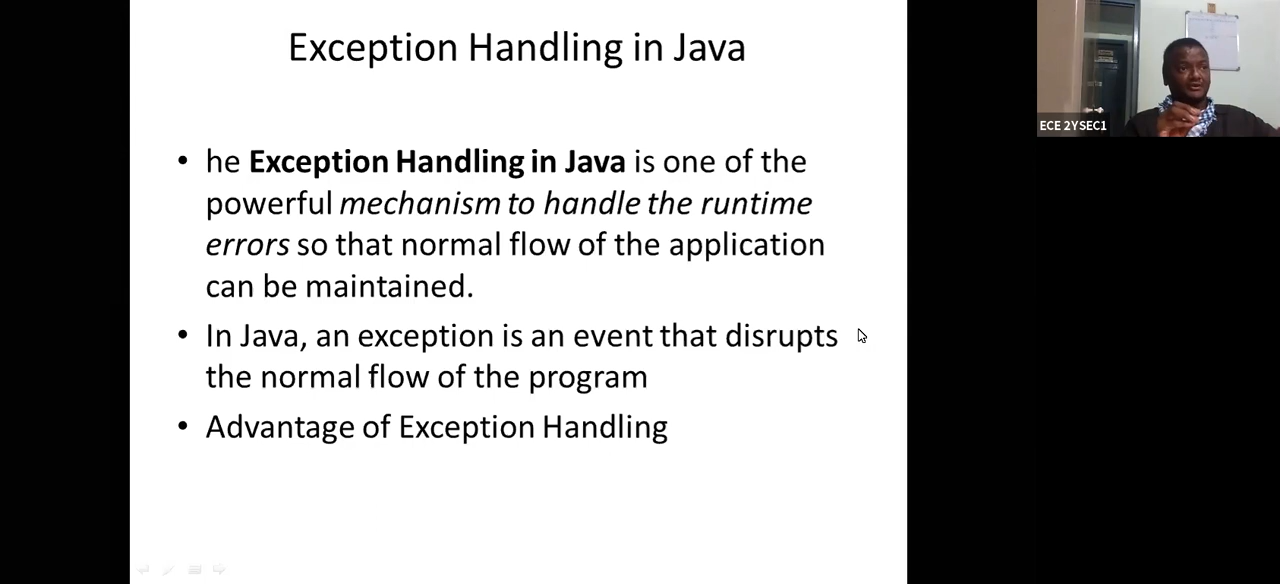 Exception Handling in Java
• he Exception Handling in Java is one of the
powerful mechanism to handle the runtime
errors so that normal flow of the application
can be maintained.
• In Java, an exception is an event that disrupts
the normal flow of the program
• Advantage of Exception Handling
ECE 2YSEC1